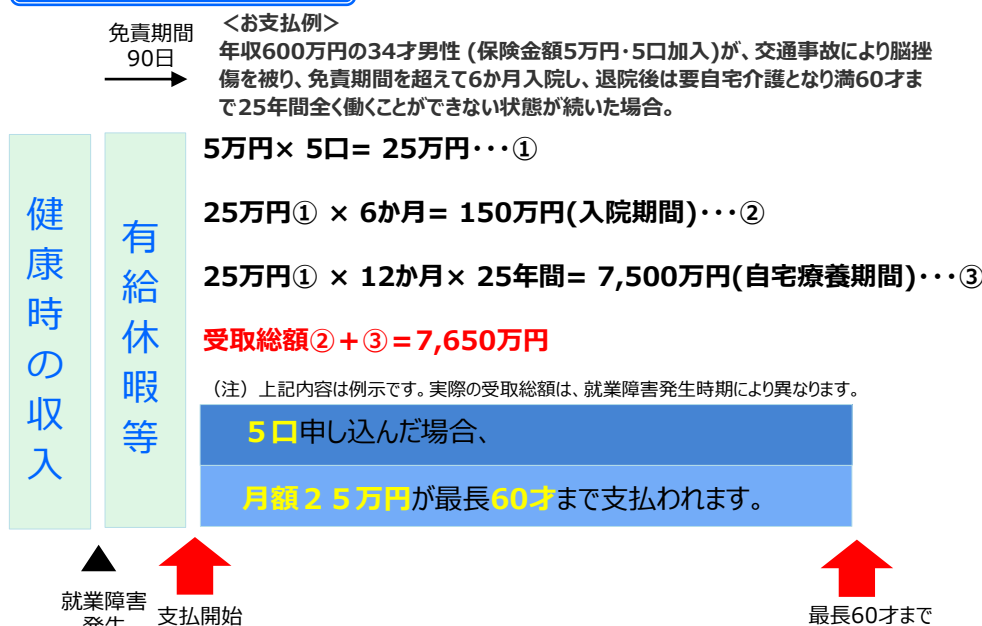 免責期間
90日
＜お支払例＞
年収600万円の34才男性 (保険金額5万円・5口加入)が、交通事故により脳挫
傷を被り、免責期間を超えて6か月入院し、退院後は要自宅介護となり満60才ま
で25年間全く働くことができない状態が続いた場合。
健康時の収入
有給休暇等
5万円× 5口= 25万円･･･①
25万円① × 6か月= 150万円(入院期間)･･･②
25万円① × 12か月× 25年間= 7,500万円(自宅療養期間)･･･③
受取総額②＋③＝7,650万円
（注）上記内容は例示です。実際の受取総額は、就業障害発生時期により異なります。
５口申し込んだ場合、
月額２５万円が最長60才まで支払われます。
就業障害
発生
支払開始
最長60才まで